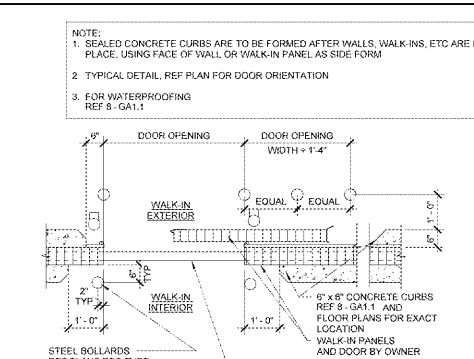 NOTE:
1. SEALED CONCRETE CURBS ARE TO BE FORMED AFTER WALLS, WALK-INS, ETC ARE
PLACE, USING FACE OF WALL OR WALK-IN PANEL AS SIDE FORM
2. TYPICAL DETAIL, REF PLAN FOR DOOR ORIENTATION
3. FOR WATERPROOFING
REF 8 - GA1.1
6" DOOR OPENING DOOR OPENING
WIDTH + 1'-4"
EQUAL EQUAL
WALK-IN
EXTERIOR
1' - 0"
6"
6"
TYP
2"
TYP
WALK-IN
INTERIOR
1' - 0"
1' - 0"
6" x 6" CONCRETE CURBS
REF 8 - GA1.1 AND
FLOOR PLANS FOR EXACT
LOCATION
WALK-IN PANELS
AND DOOR BY OWNER
STEEL BOLLARDS